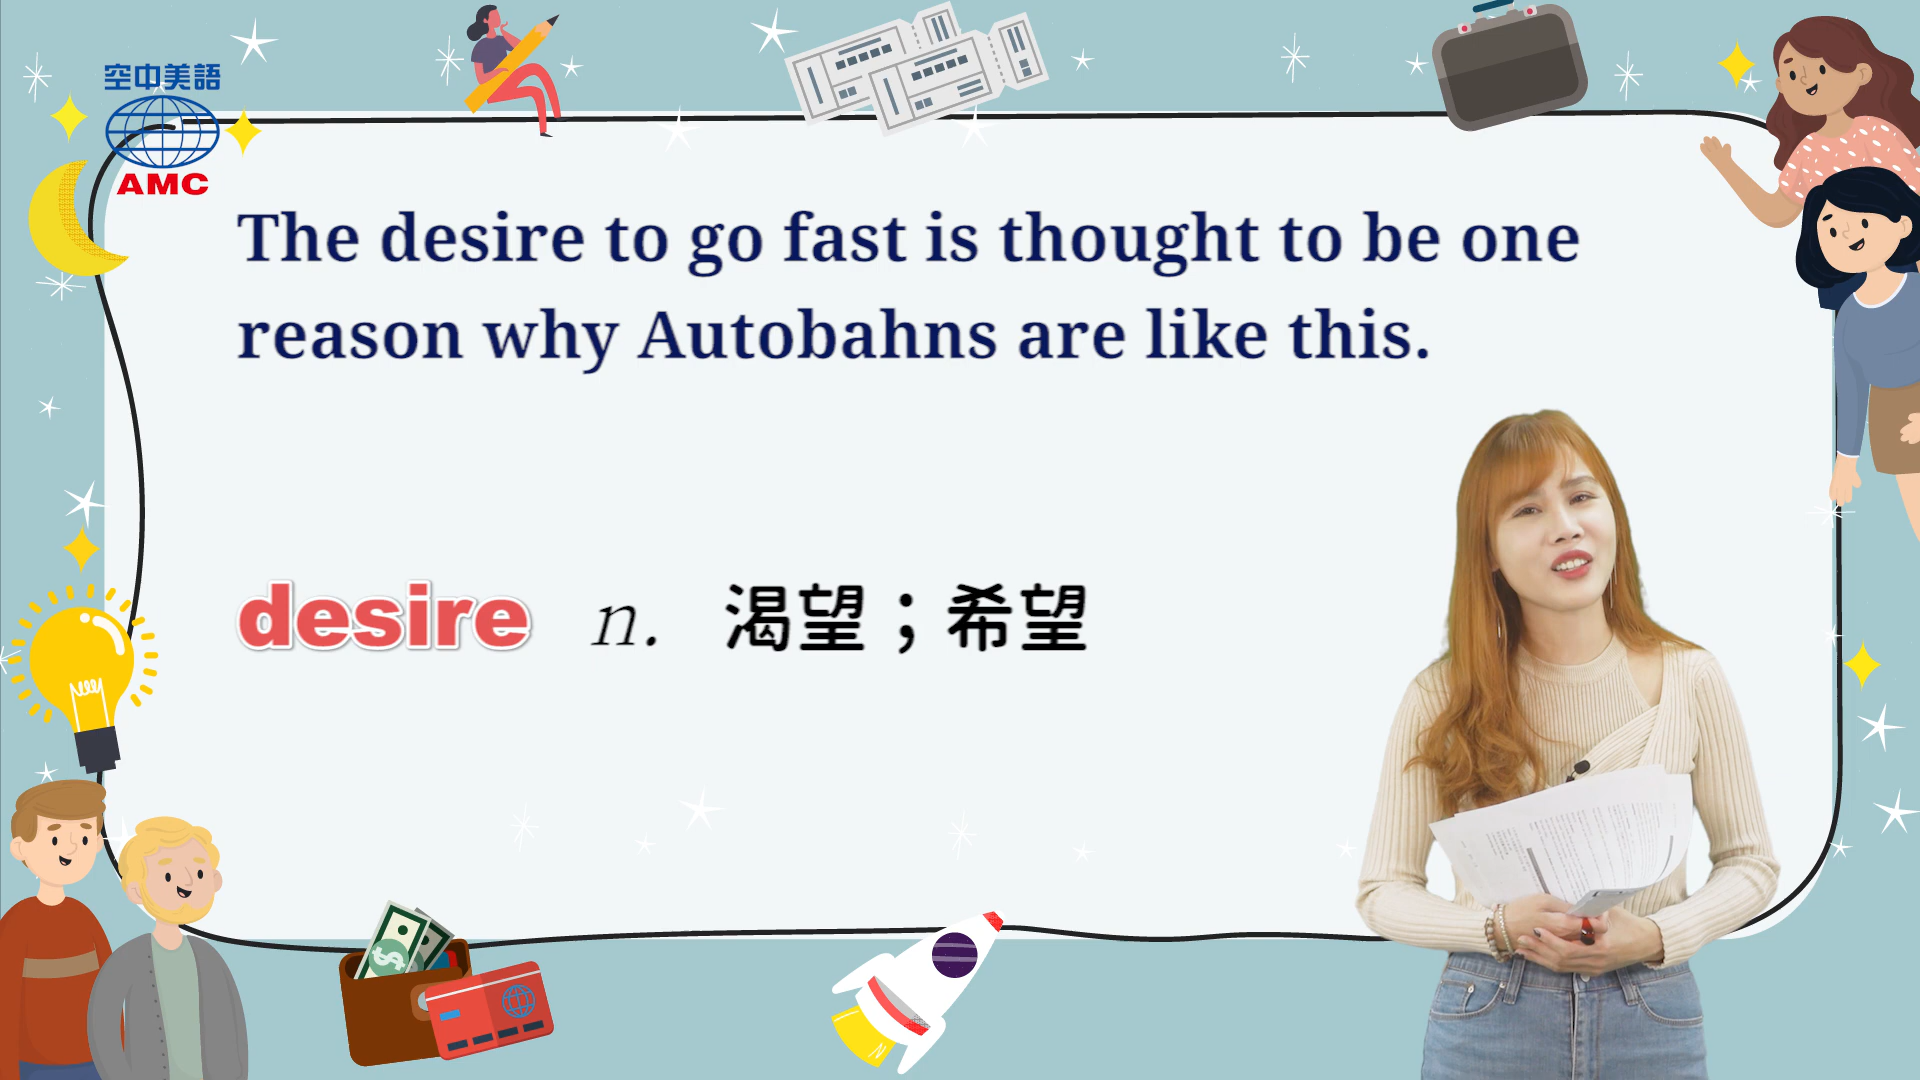 空中美語
AMC
The desire to go fast is thought to be one
reason why Autobahns are like this.
desire n. 渴望；希望